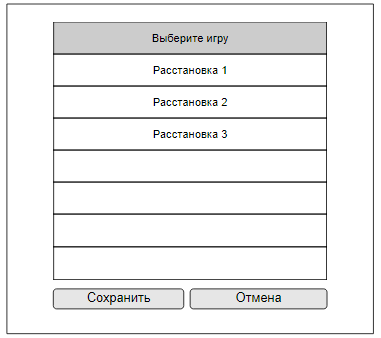 Выберите игру
Расстановка 1
Расстановка 2
Расстановка 3
Сохранить
Отмена